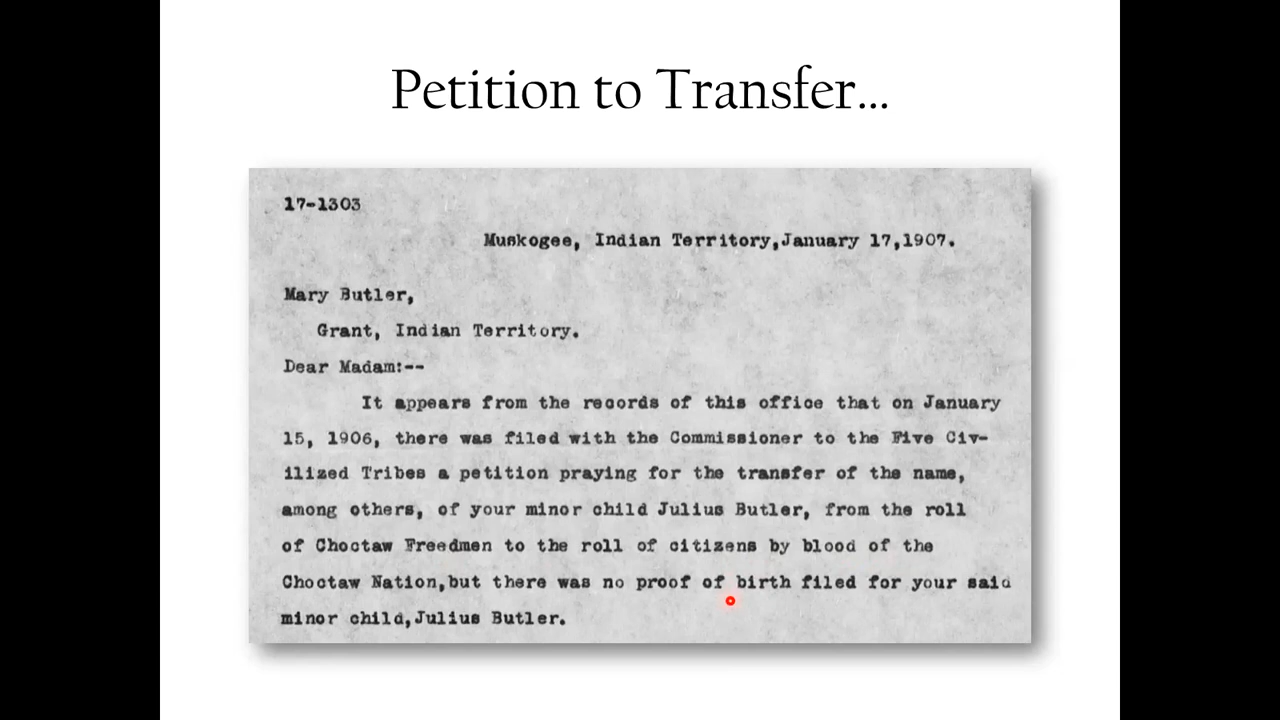 Petition to Transfer...
17-1303
Muskogee, Indian Territory,January 17,1907.
Mary Butler,
Grant, Indian Territory.
Dear Madam:--
It appears from the records of this office that on January
15, 1906, there was filed with the Commissioner to the Five Civ-
ilized Tribes a petition praying for the transfer of the name,
among others, of your minor child Julius Butler, from the roll
of Choctaw Freedmen to the roll of citizens by blood of the
Choctaw Nation,but there was no proof of birth filed for your said
minor child,Julius Butler.